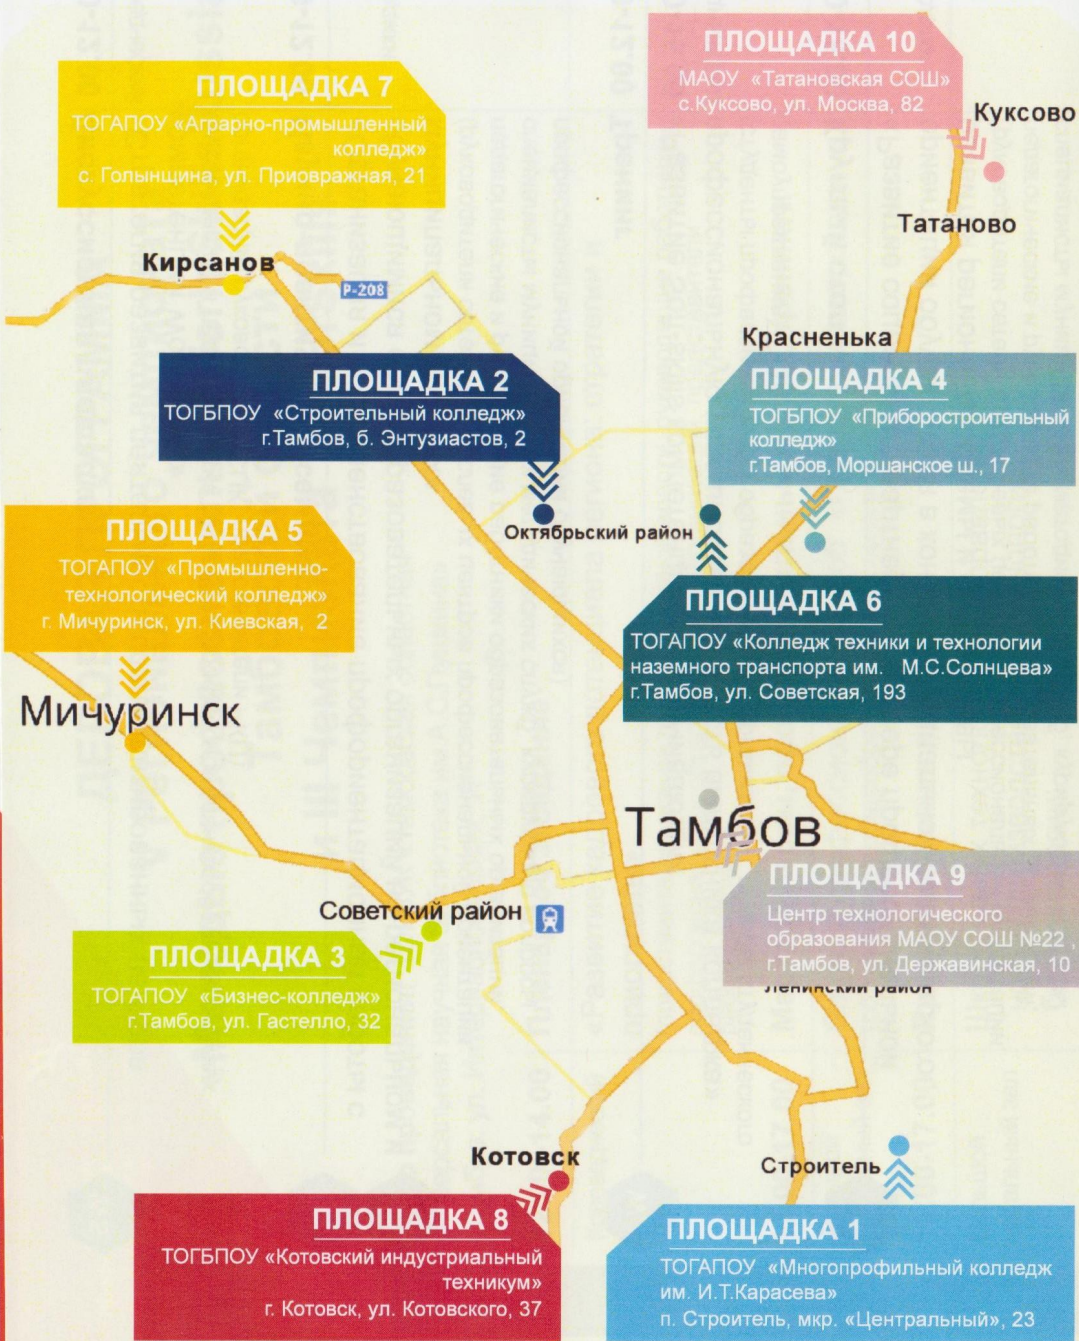 ПЛОЩАДКА 10
МАОУ «Татановская СОШ»
с.Куксово, ул. Москва, 82
Куксово
ПЛОЩАДКА 7
ТОГАПОУ «Аграрно-промышленный
колледж»
с. Голынщина, ул. Приовражная, 21
Татаново
Кирсанов
Р-208
Красненька
ПЛОЩАДКА 2
ТОГБПОУ «Строительный колледж»
г.Тамбов, б. Энтузиастов, 2
ПЛОЩАДКА 4
ТОГБПОУ «Приборостроительный
колледж»
г.Тамбов, Моршанское ш., 17
Октябрьский район
ПЛОЩАДКА 5
ТОГАПОУ «Промышленно-
технологический колледж»
г. Мичуринск, ул. Киевская, 2
ПЛОЩАДКА 6
ТОГАПОУ «Колледж техники и технологии
наземного транспорта им. М.С.Солнцева»
г.Тамбов, ул. Советская, 193
Мичуринск
Тамбов
ПЛОЩАДКА 9
Центр технологического
образования МАОУ СОШ №22 ,
г.Тамбов, ул. Державинская, 10
Ленинский район
Советский район
ПЛОЩАДКА 3
ТОГАПОУ «Бизнес-колледж»
г.Тамбов, ул. Гастелло, 32
Котовск
Строитель
ПЛОЩАДКА 8
ТОГБПОУ «Котовский индустриальный
техникум»
г. Котовск, ул. Котовского, 37
ПЛОЩАДКА 1
ТОГАПОУ «Многопрофильный колледж
им. И.Т.Карасева»
п. Строитель, мкр. «Центральный», 23